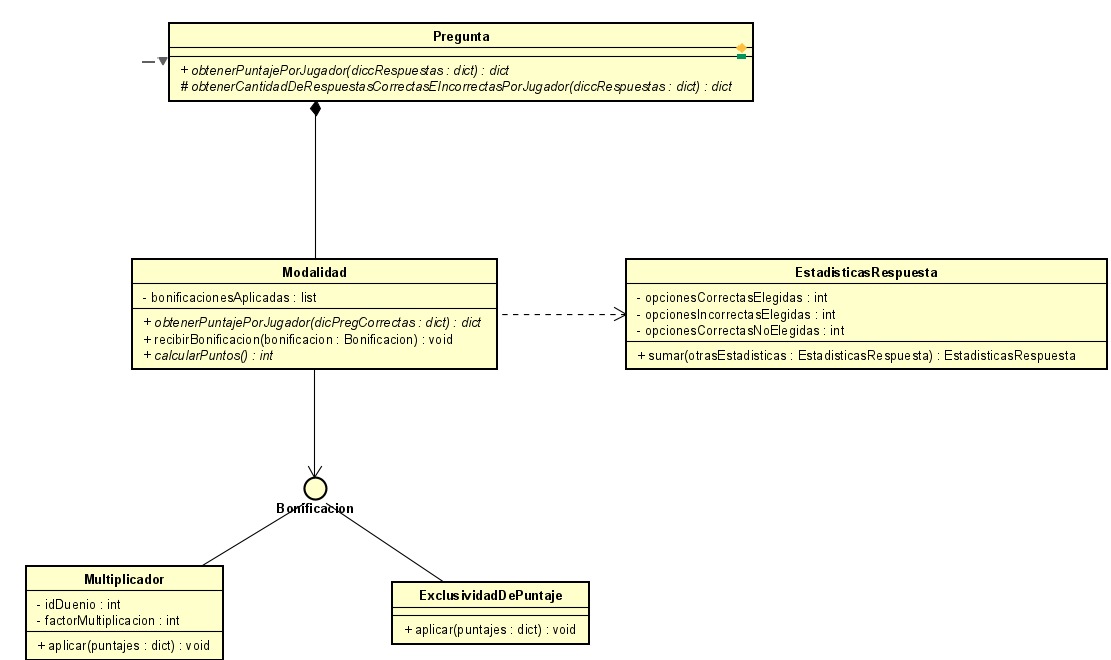 Pregunta
+ obtenerPuntajePorJugador(diccRespuestas : dict) : dict
# obtenerCantidadDeRespuestasCorrectasEIncorrectasPorJugador(diccRespuestas : dict) : dict
Modalidad
- bonificacionesAplicadas : list
+ obtenerPuntajePorJugador(dicPregCorrectas : dict) : dict
+ recibirBonificacion(bonificacion : Bonificacion) : void
+ calcularPuntos() : int
EstadisticasRespuesta
- opcionesCorrectasElegidas : int
- opcionesIncorrectasElegidas : int
- opcionesCorrectasNoElegidas : int
+ sumar(otrasEstadisticas : EstadisticasRespuesta) : EstadisticasRespuesta
Bonificacion
Multiplicador
- idDuenio : int
- factorMultiplicacion : int
+ aplicar(puntajes : dict) : void
ExclusividadDePuntaje
+ aplicar(puntajes : dict) : void